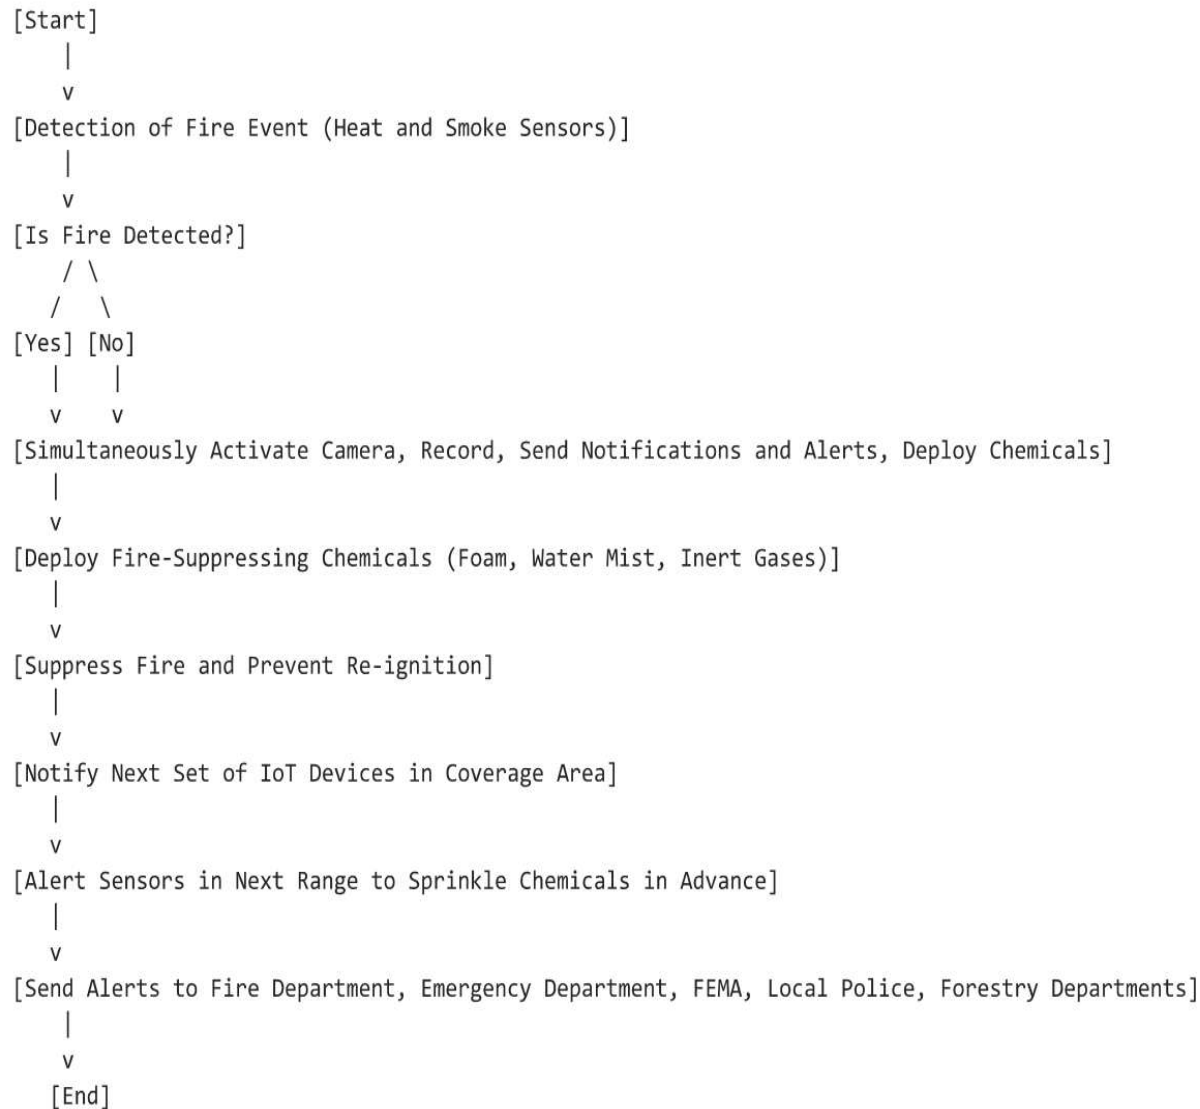 [Start]
|
v
[Detection of Fire Event (Heat and Smoke Sensors)]
|
v
[Is Fire Detected?]
/ \
/ \
[Yes] [No]
| |
v v
[Simultaneously Activate Camera, Record, Send Notifications and Alerts, Deploy Chemicals]
|
v
[Deploy Fire-Suppressing Chemicals (Foam, Water Mist, Inert Gases)]
|
v
[Suppress Fire and Prevent Re-ignition]
|
v
[Notify Next Set of IoT Devices in Coverage Area]
|
v
[Alert Sensors in Next Range to Sprinkle Chemicals in Advance]
|
v
[Send Alerts to Fire Department, Emergency Department, FEMA, Local Police, Forestry Departments]
|
v
[End]